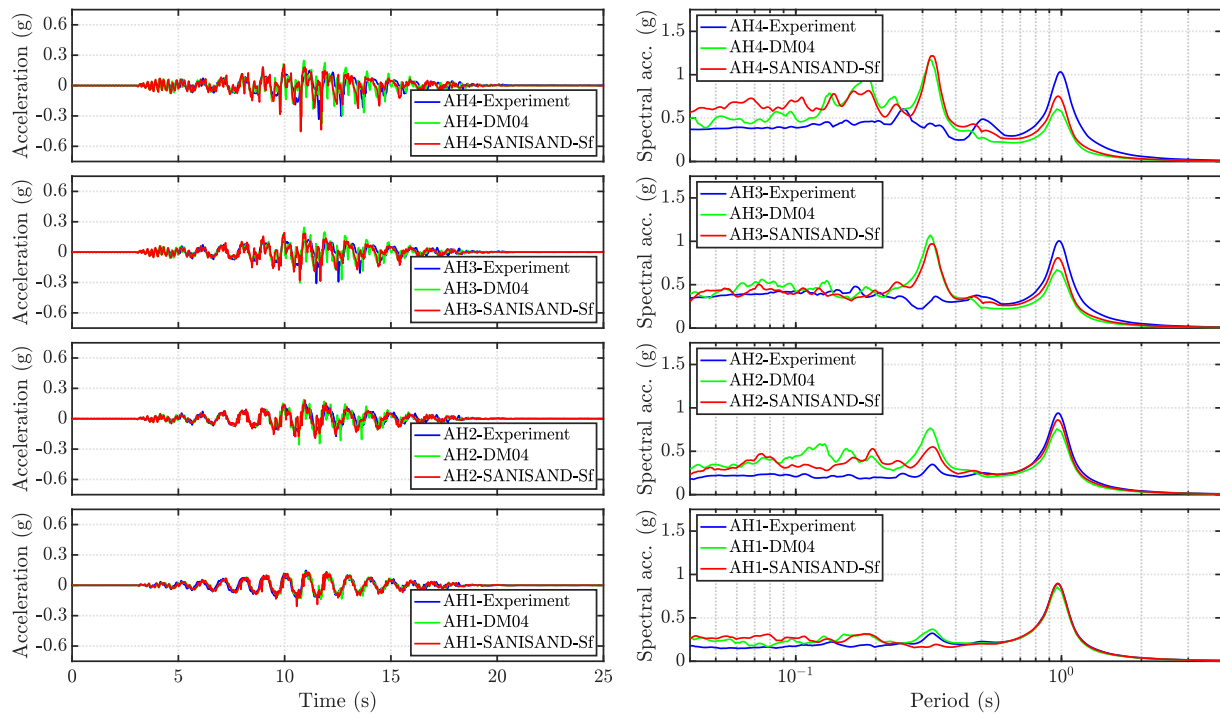 Acceleration (g)
0.6
0.3
0
-0.3
-0.6
AH4-Experiment
AH4-DM04
AH4-SANISAND-Sf
Spectral acc. (g)
1.5
1
0.5
0
AH4-Experiment
AH4-DM04
AH4-SANISAND-Sf
Acceleration (g)
0.6
0.3
0
-0.3
-0.6
AH3-Experiment
AH3-DM04
AH3-SANISAND-Sf
Spectral acc. (g)
1.5
1
0.5
0
AH3-Experiment
AH3-DM04
AH3-SANISAND-Sf
Acceleration (g)
0.6
0.3
0
-0.3
-0.6
AH2-Experiment
AH2-DM04
AH2-SANISAND-Sf
Spectral acc. (g)
1.5
1
0.5
0
AH2-Experiment
AH2-DM04
AH2-SANISAND-Sf
Acceleration (g)
0.6
0.3
0
-0.3
-0.6
AH1-Experiment
AH1-DM04
AH1-SANISAND-Sf
0 5 10 15 20 25
Time (s)
Spectral acc. (g)
1.5
1
0.5
0
AH1-Experiment
AH1-DM04
AH1-SANISAND-Sf
10⁻¹ 10⁰
Period (s)